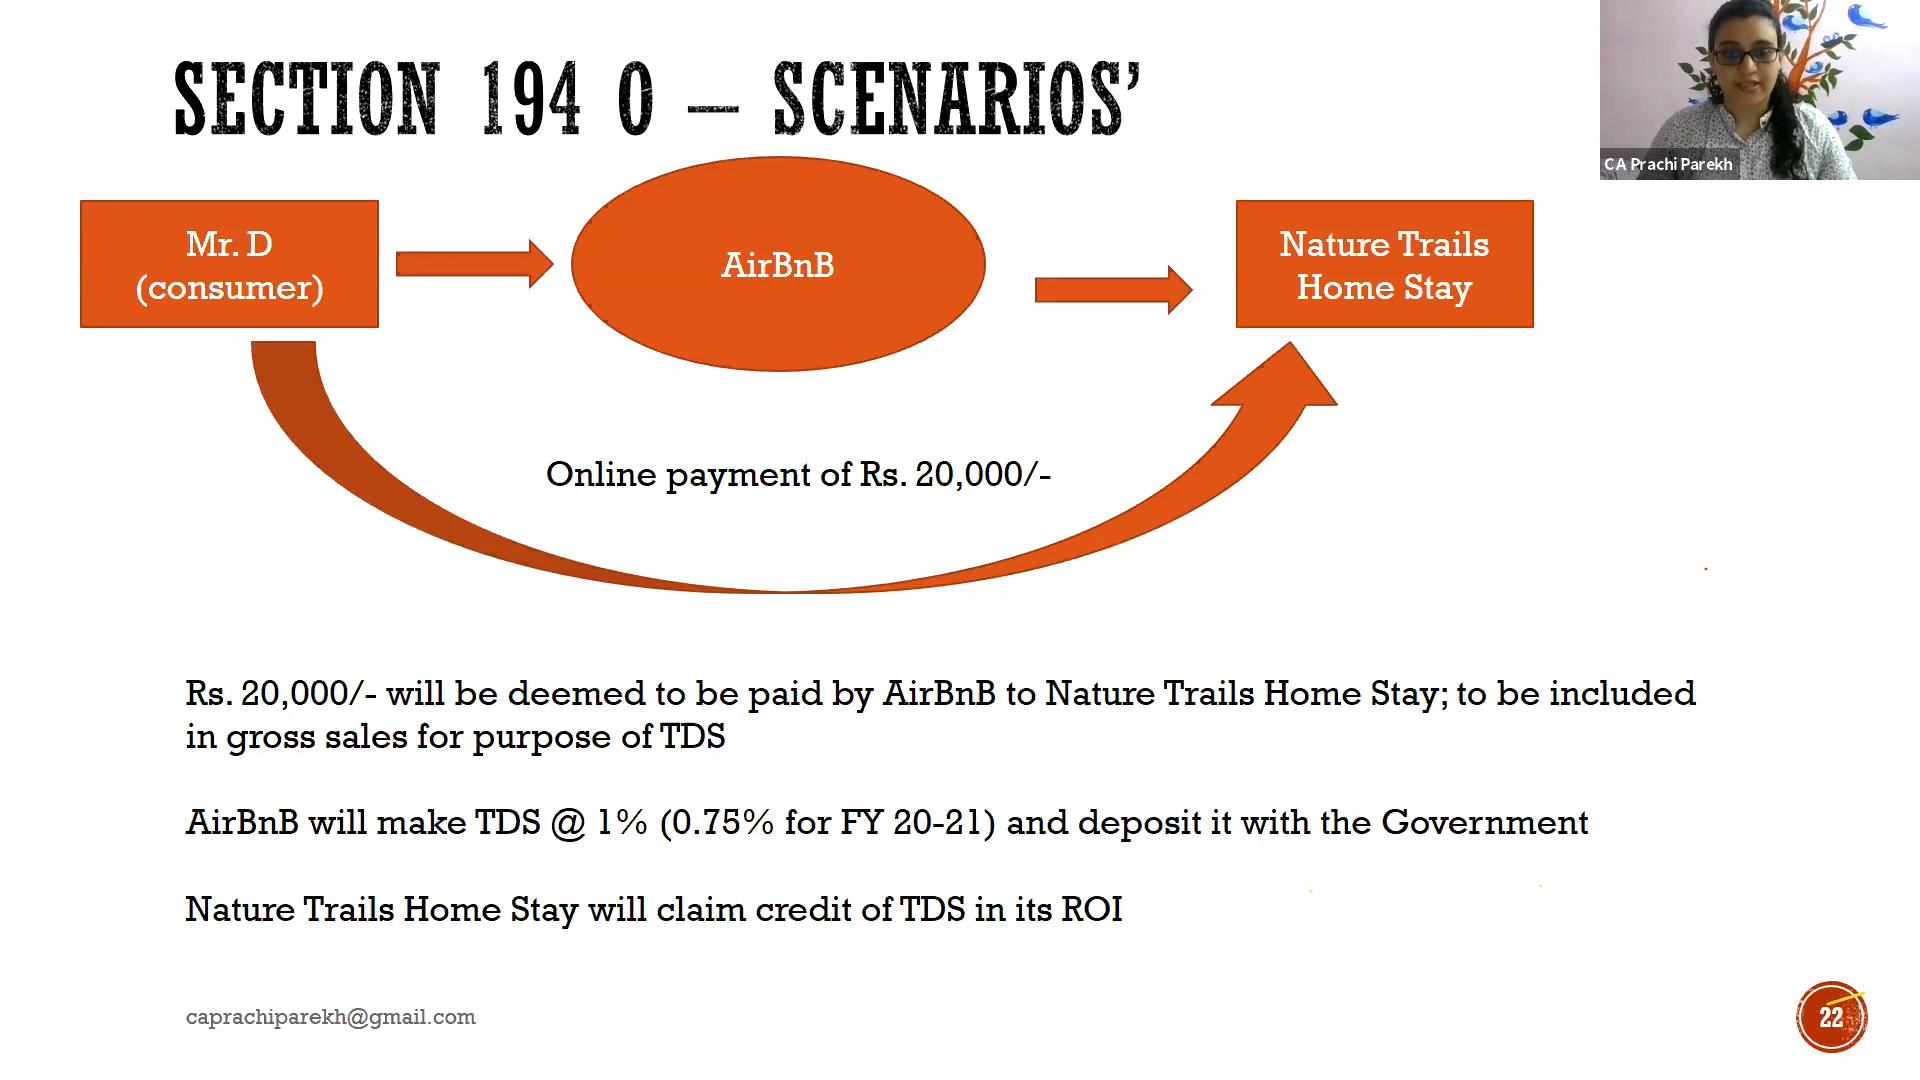 SECTION 194 O – SCENARIOS’
CA Prachi Parekh
Mr. D
(consumer)
AirBnB
Nature Trails
Home Stay
Online payment of Rs. 20,000/-
Rs. 20,000/- will be deemed to be paid by AirBnB to Nature Trails Home Stay; to be included
in gross sales for purpose of TDS
AirBnB will make TDS @ 1% (0.75% for FY 20-21) and deposit it with the Government
Nature Trails Home Stay will claim credit of TDS in its ROI
caprachiparekh@gmail.com
22